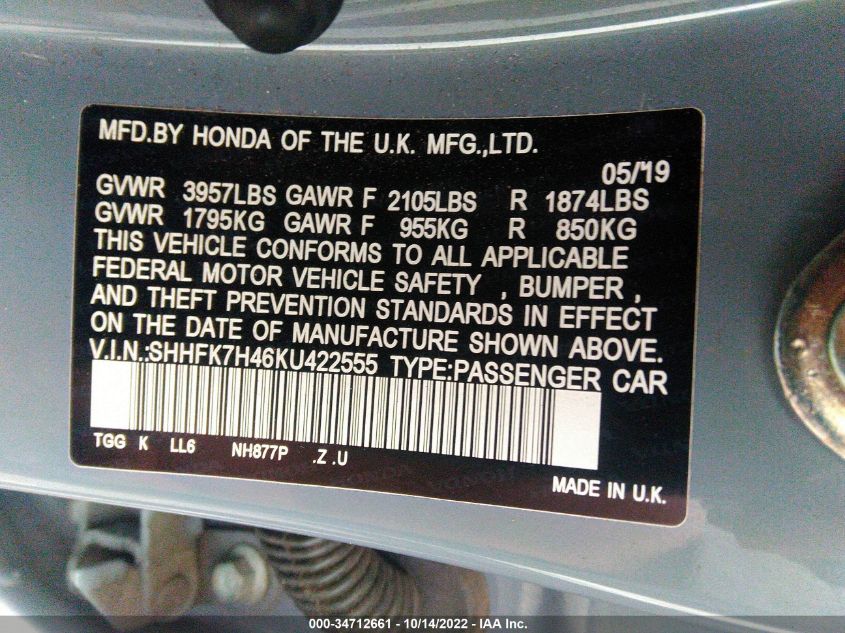 MFD.BY HONDA OF THE U.K. MFG.,LTD.
05/'19
GVWR 3957LBS GAWR F 2105LBS R 1874LBS
GVWR 1795KG GAWR F 955KG R 850KG
THIS VEHICLE CONFORMS TO ALL APPLICABLE
FEDERAL MOTOR VEHICLE SAFETY , BUMPER ,
AND THEFT PREVENTION STANDARDS IN EFFECT
ON THE DATE OF MANUFACTURE SHOWN ABOVE.
V.I.N.:SHHFK7H46KU422555 TYPE:PASSENGER CAR
TGG K LL6 NH877P .Z .U
MADE IN U.K.
000-34712661 - 10/14/2022 - IAA Inc.